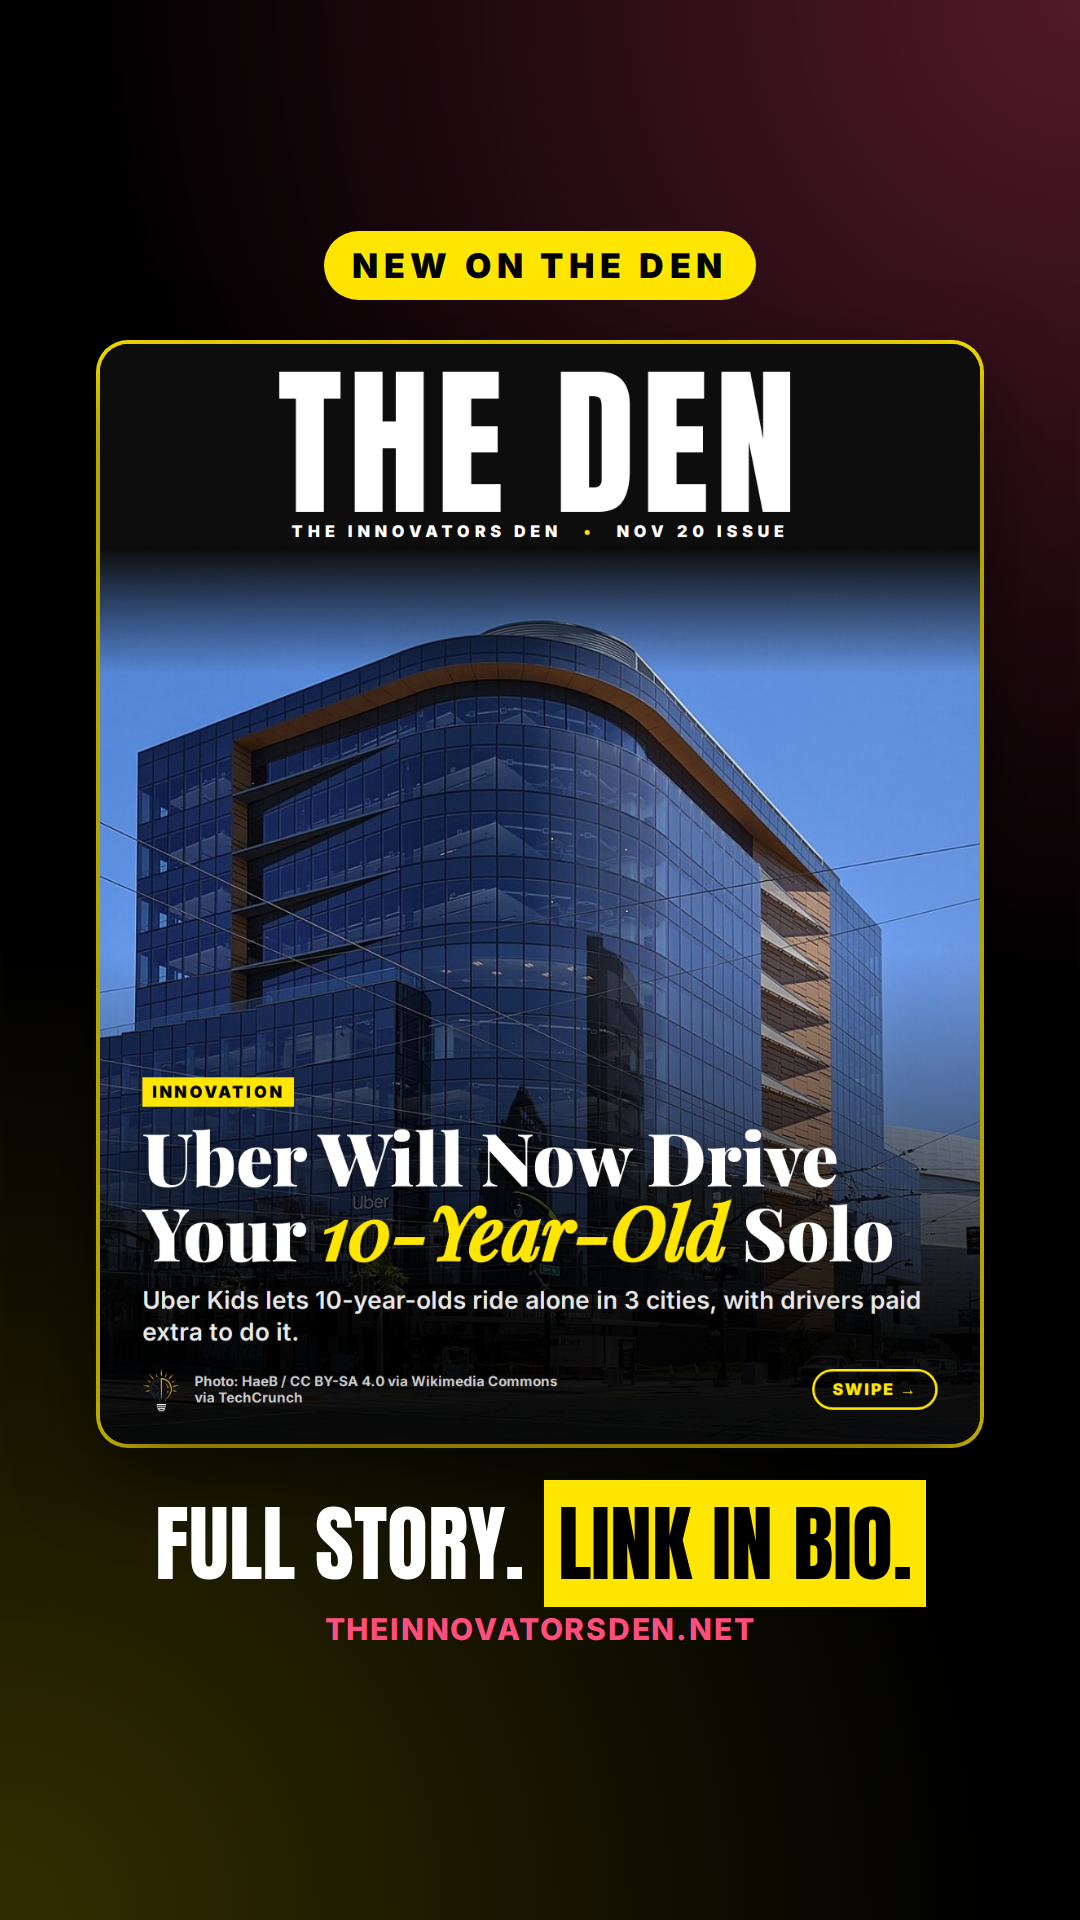 NEW ON THE DEN
THE DEN
THE INNOVATORS DEN • NOV 20 ISSUE
INNOVATION
Uber Will Now Drive
Uber
Your 10-Year-Old Solo
Uber Kids lets 10-year-olds ride alone in 3 cities, with drivers paid
extra to do it.
Photo: HaeB / CC BY-SA 4.0 via Wikimedia Commons
via TechCrunch
SWIPE →
FULL STORY. LINK IN BIO.
THEINNOVATORSDEN.NET